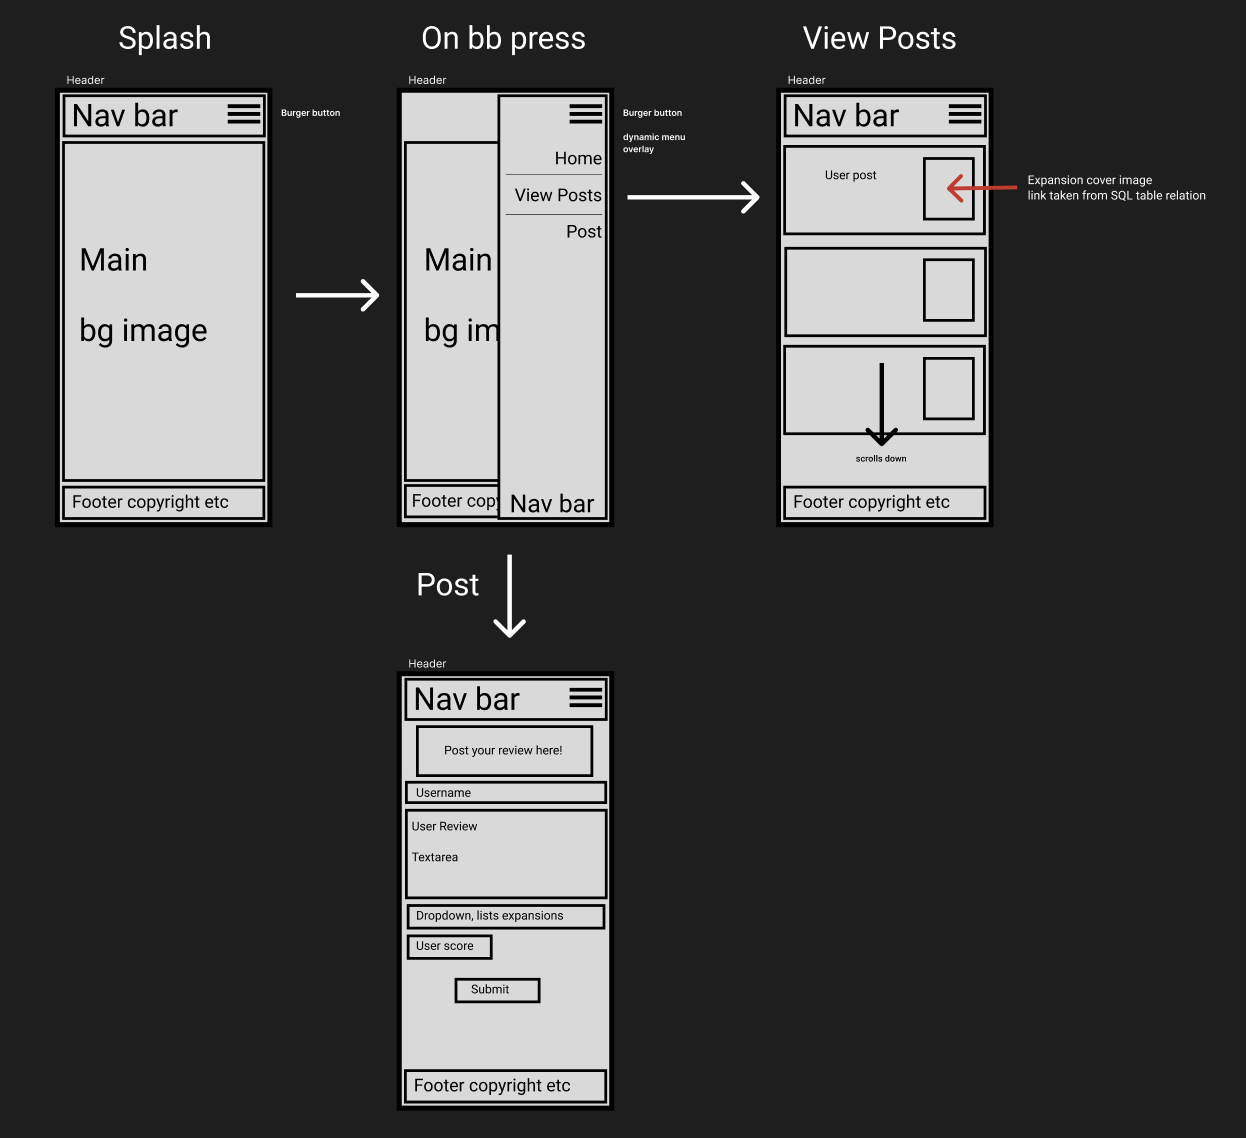 Splash
On bb press
View Posts
Header
Nav bar
Burger button
Main
bg image
Footer copyright etc
Header
Burger button
dynamic menu
overlay
Home
View Posts
Post
Main
bg im
Footer copy
Nav bar
Header
Nav bar
User post
Expansion cover image
link taken from SQL table relation
scrolls down
Footer copyright etc
Post
Header
Nav bar
Post your review here!
Username
User Review
Textarea
Dropdown, lists expansions
User score
Submit
Footer copyright etc